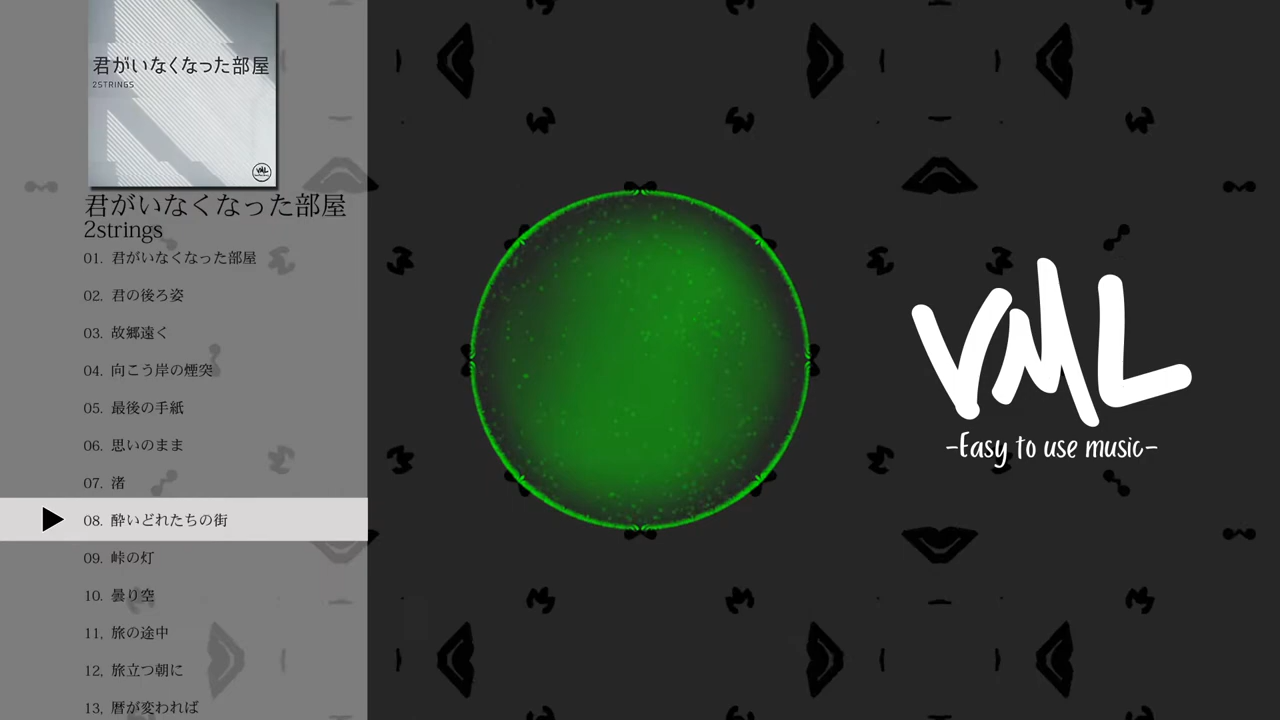 君がいなくなった部屋
2STRINGS
VML
君がいなくなった部屋
2strings
01. 君がいなくなった部屋
02. 君の後ろ姿
03. 故郷遠く
04. 向こう岸の煙突
05. 最後の手紙
06. 思いのまま
07. 渚
08. 酔いどれたちの街
09. 峠の灯
10. 曇り空
11, 旅の途中
12, 旅立つ朝に
13, 暦が変われば
VML
-Easy to use music-